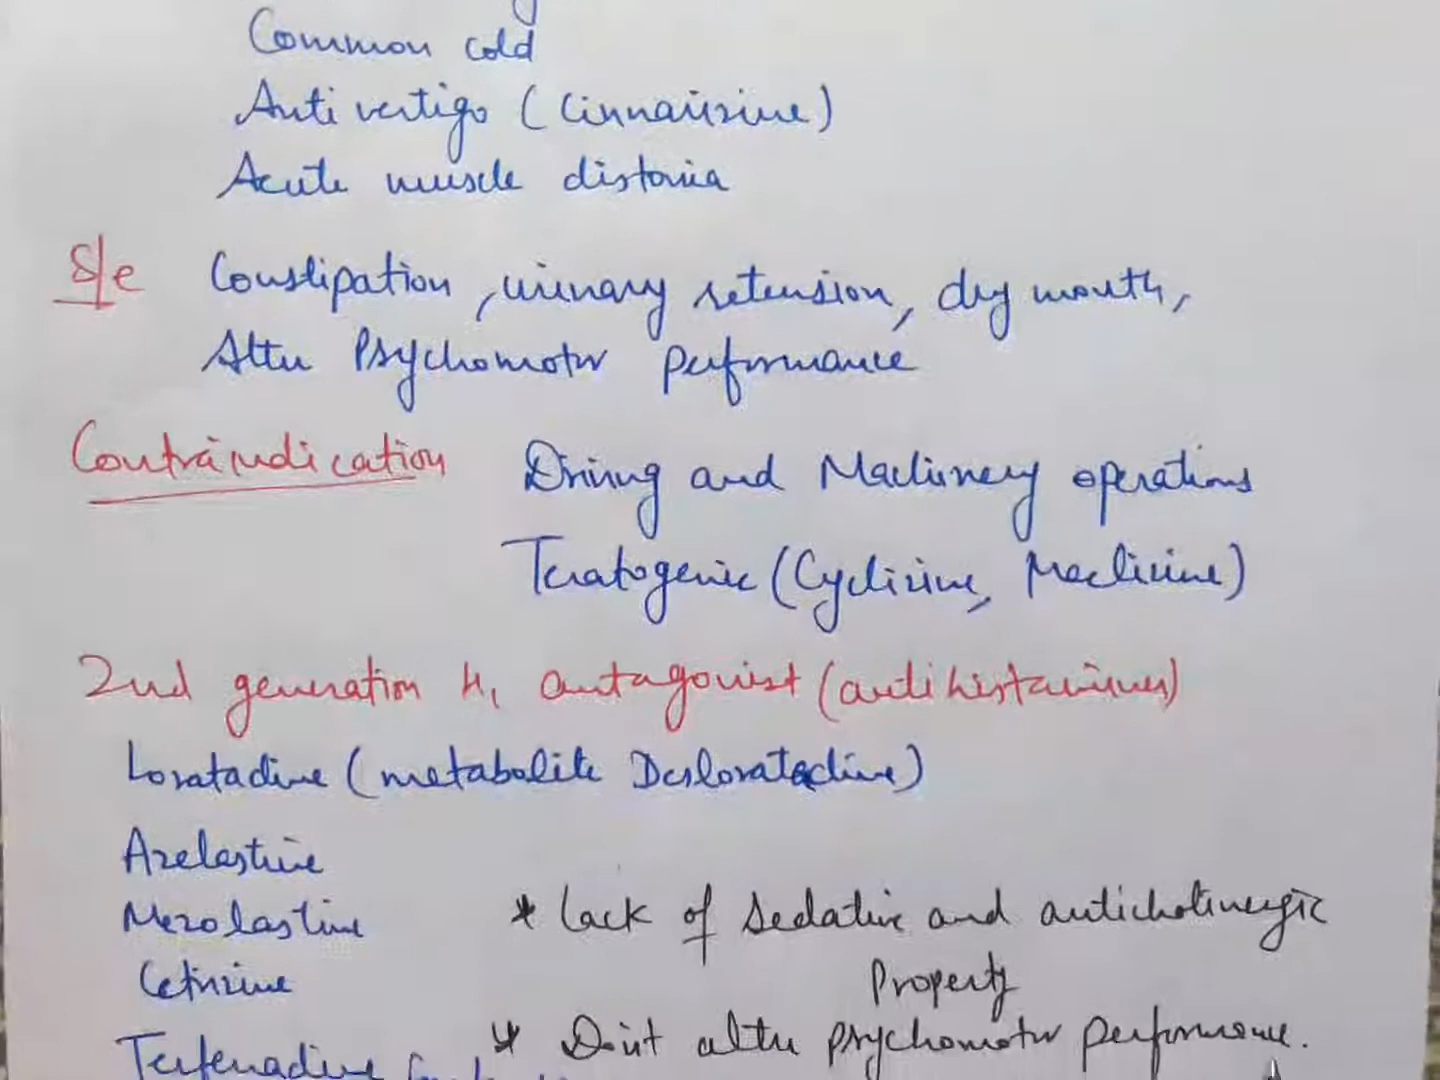 Common cold
Anti vertigo (Cinnarizine)
Acute muscle distonia
S/e Constipation, urinary retension, dry mouth,
Alter Psychomotor performance
Contraindication Driving and Machinery operations
Teratogenic (Cyclizine, Meclizine)
2nd generation H1 antagonist (antihistamines)
Loratadine (metabolite Desloratadine)
Azelastine
Mezolastine
* Lack of sedative and anticholinergic
Property
Cetirizine
* Don't alter psychomotor performance.
Terfenadine